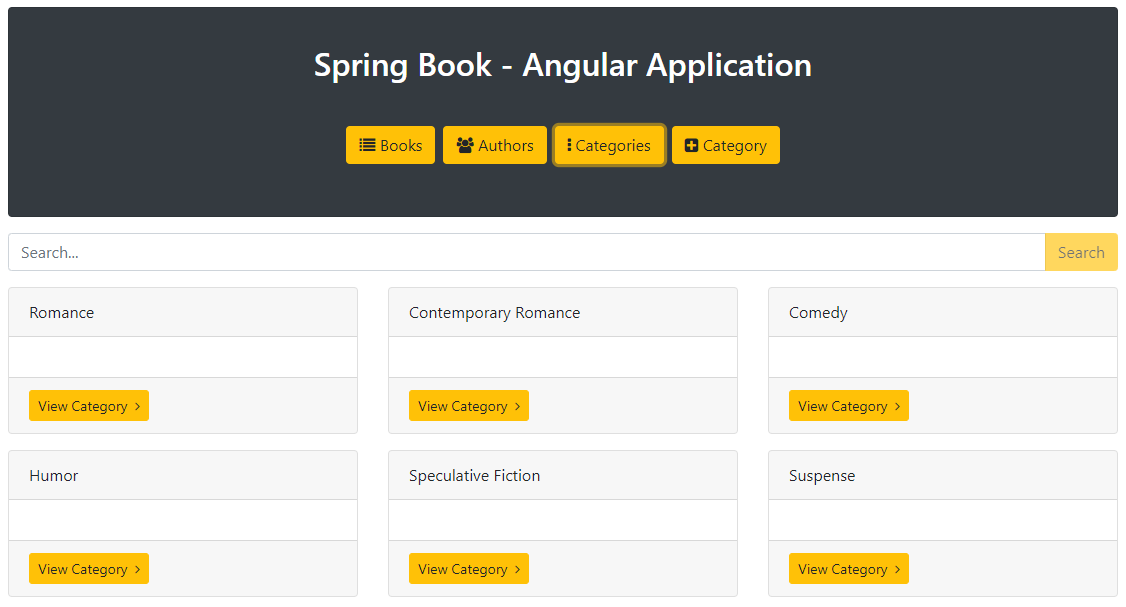 Spring Book - Angular Application
Books Authors Categories Category
Search... Search
Romance Contemporary Romance Comedy
View Category View Category View Category
Humor Speculative Fiction Suspense
View Category View Category View Category